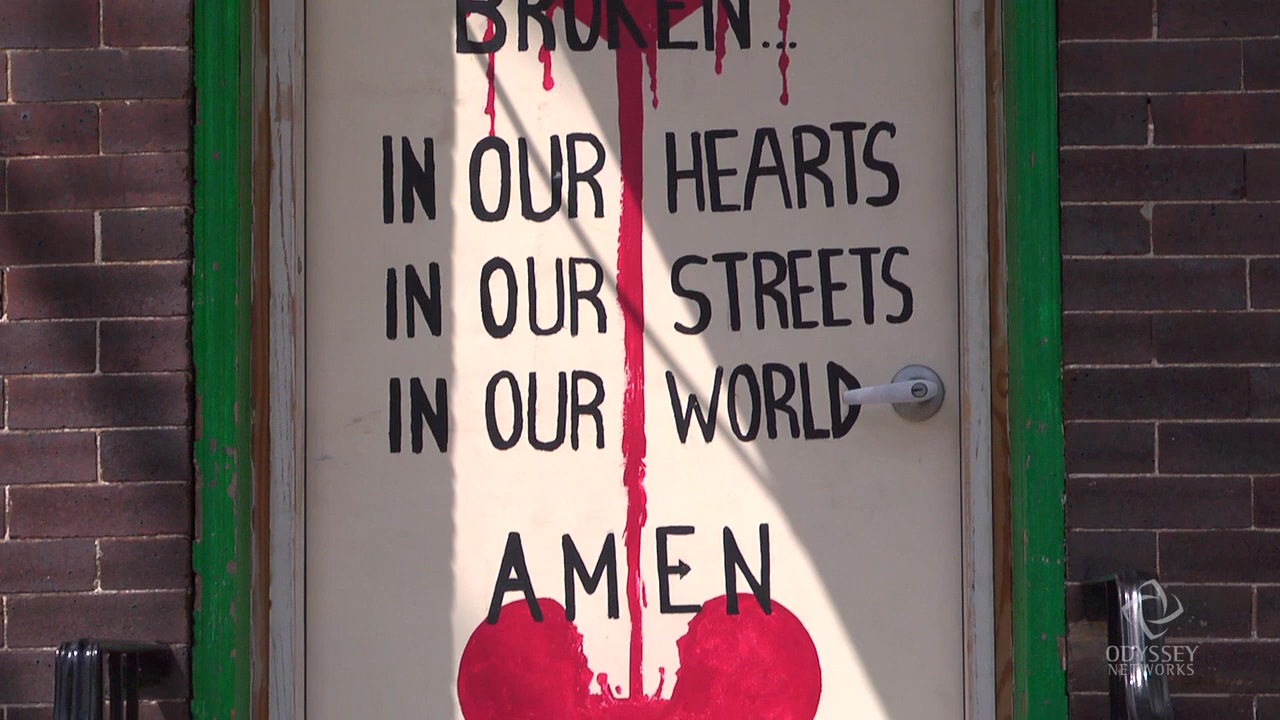 BROKEN...
IN OUR HEARTS
IN OUR STREETS
IN OUR WORLD
AMEN
ODYSSEY
NETWORKS